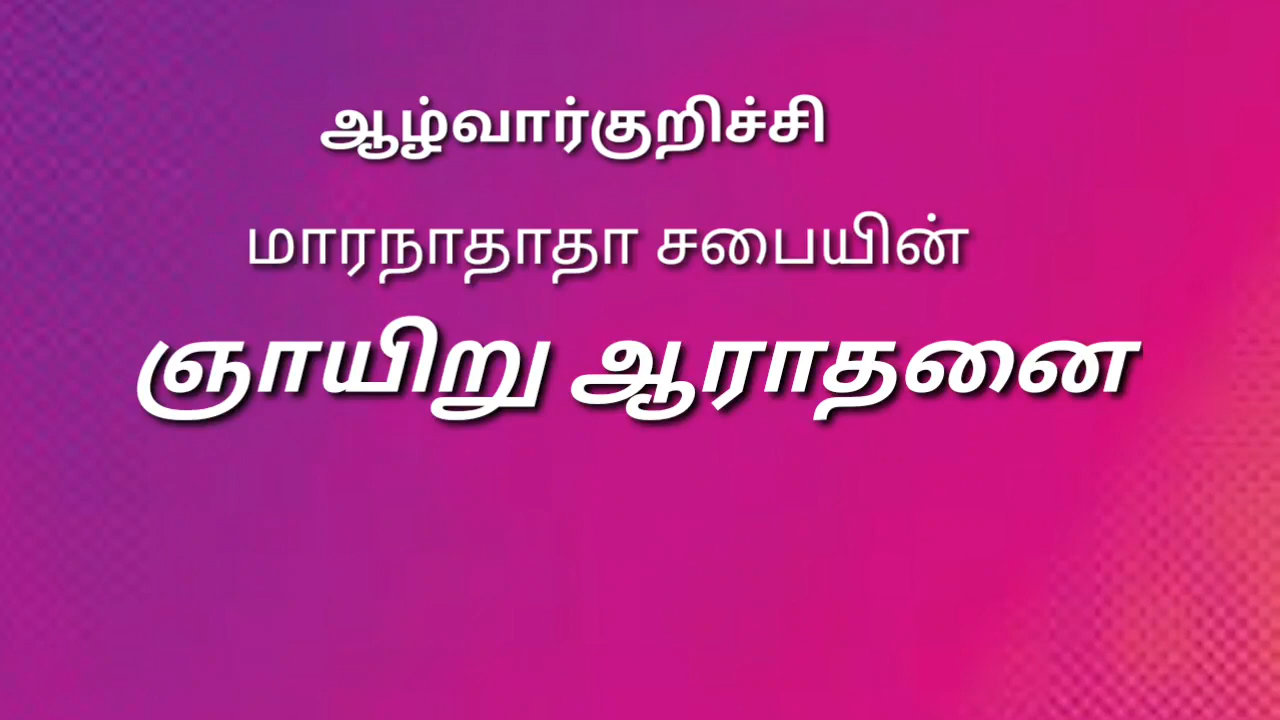 ஆழ்வார்குறிச்சி
மாரநாதாதா சபையின்
ஞாயிறு ஆராதனை